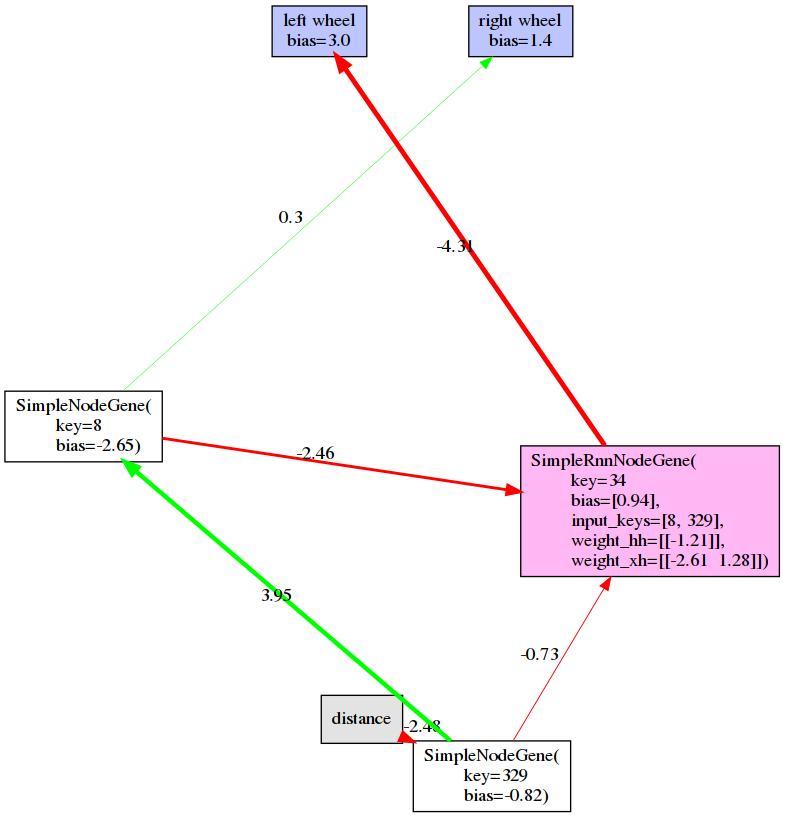 left wheel
bias=3.0
right wheel
bias=1.4
0.3
-4.31
SimpleNodeGene(
key=8
bias=-2.65)
-2.46
SimpleRnnNodeGene(
key=34
bias=[0.94],
input_keys=[8, 329],
weight_hh=[[-1.21]],
weight_xh=[[-2.61 1.28]])
3.95
-0.73
distance
-2.48
SimpleNodeGene(
key=329
bias=-0.82)